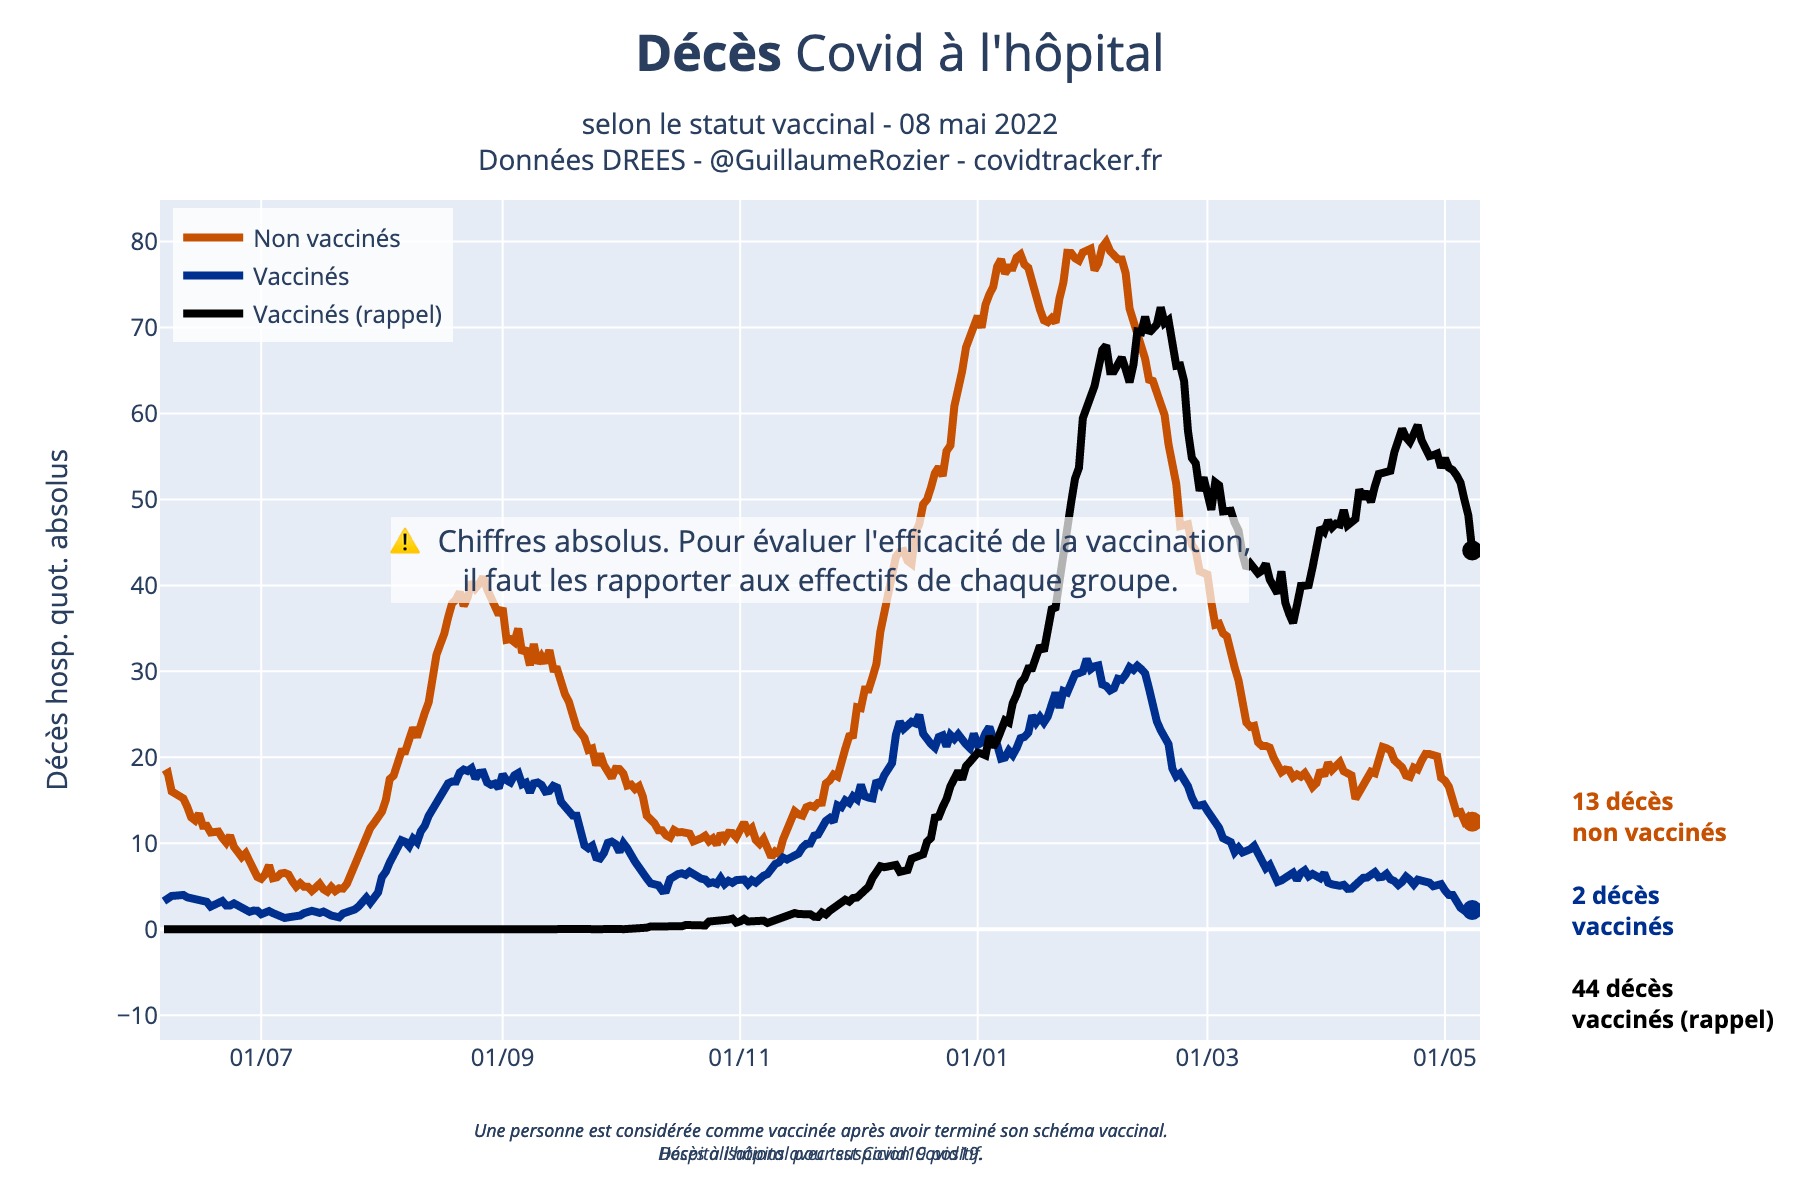 Décès Covid à l'hôpital
selon le statut vaccinal - 08 mai 2022
Données DREES - @GuillaumeRozier - covidtracker.fr
Non vaccinés
Vaccinés
Vaccinés (rappel)
Décès hosp. quot. absolus
80
70
60
50
40
30
20
10
0
−10
⚠️ Chiffres absolus. Pour évaluer l'efficacité de la vaccination,
il faut les rapporter aux effectifs de chaque groupe.
13 décès
non vaccinés
2 décès
vaccinés
44 décès
vaccinés (rappel)
01/07
01/09
01/11
01/01
01/03
01/05
Une personne est considérée comme vaccinée après avoir terminé son schéma vaccinal.